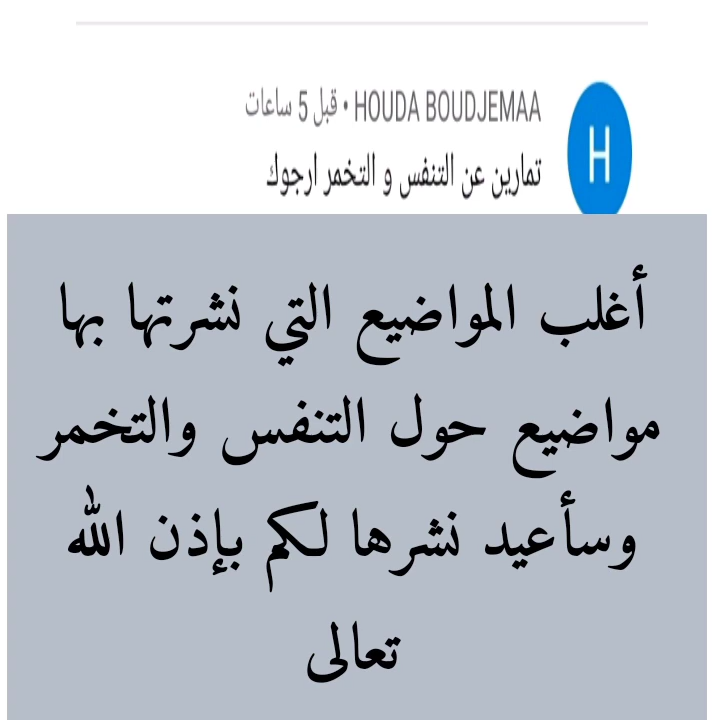 HOUDA BOUDJEMAA • قبل 5 ساعات
H
تمارين عن التنفس و التخمر ارجوك
أغلب المواضيع التي نشرتها بها
مواضيع حول التنفس والتخمر
وسأعيد نشرها لكم بإذن الله
تعالى